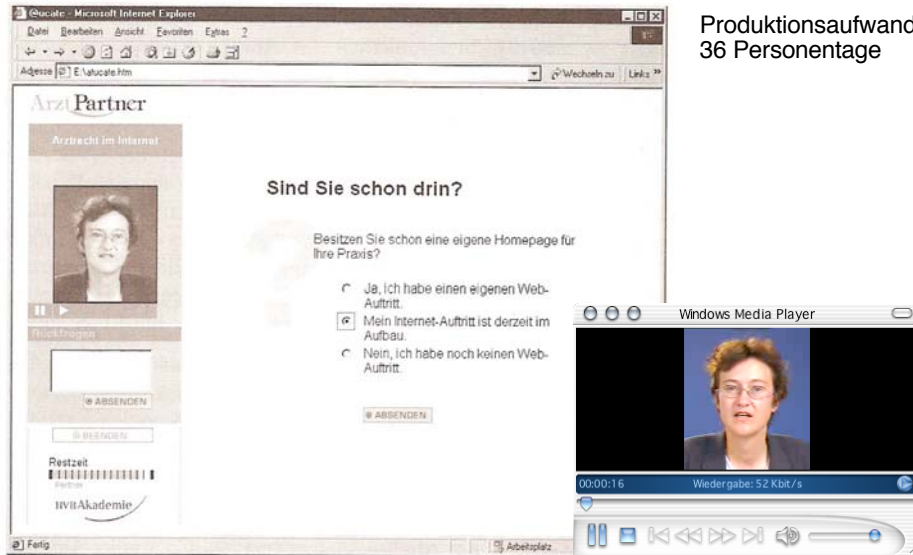 @ucate - Microsoft Internet Explorer
Datei Bearbeiten Ansicht Favoriten Extras ?
Adresse E:\atucate.htm Wechseln zu Links »
ArztPartner
Arztrecht im Internet
Sind Sie schon drin?
Besitzen Sie schon eine eigene Homepage für
Ihre Praxis?
Ja, ich habe einen eigenen Web-
Auftritt.
Mein Internet-Auftritt ist derzeit im
Aufbau.
Nein, ich habe noch keinen Web-
Auftritt.
ABSENDEN
Rückfragen
ABSENDEN
BEENDEN
Restzeit
Partner
HVBAkademie
Fertig
Arbeitsplatz
Produktionsaufwand
36 Personentage
Windows Media Player
00:00:16 Wiedergabe: 52 Kbit/s